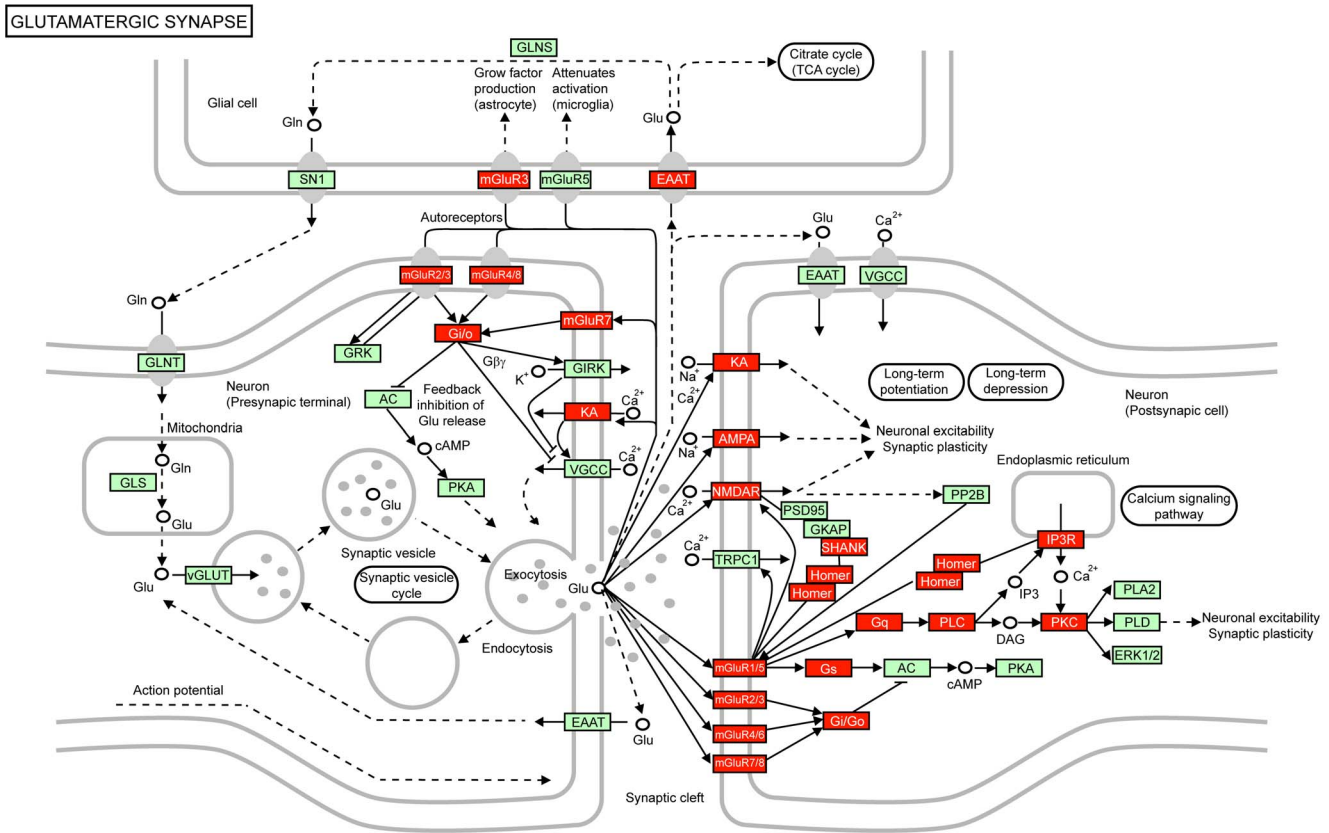 GLUTAMATERGIC SYNAPSE
GLNS
Citrate cycle
(TCA cycle)
Grow factor
production
(astrocyte)
Attenuates
activation
(microglia)
Glial cell
Gln
Glu
SN1
mGluR3
mGluR5
EAAT
Autoreceptors
Glu
Ca2+
mGluR2/3
mGluR4/8
EAAT
VGCC
Gln
GLNT
GRK
Gi/o
mGluR7
Gβγ
K+
GIRK
Na+
Ca2+
KA
Long-term
potentiation
Long-term
depression
Neuron
(Presynapic terminal)
Neuron
(Postsynapic cell)
AC
Feedback
inhibition of
Glu release
KA
Ca2+
Mitochondria
cAMP
Na+
AMPA
Neuronal excitability
Synaptic plasticity
Gln
GLS
Glu
PKA
VGCC
Ca2+
Endoplasmic reticulum
Glu
Ca2+
NMDAR
PSD95
GKAP
SHANK
Homer
Homer
PP2B
Calcium signaling
pathway
IP3R
Synaptic vesicle
Synaptic vesicle
cycle
Ca2+
TRPC1
Homer
Homer
Glu
vGLUT
Exocytosis
Glu
IP3
Ca2+
PLA2
Gq
PLC
DAG
PKC
PLD
ERK1/2
Neuronal excitability
Synaptic plasticity
Endocytosis
mGluR1/5
Gs
AC
cAMP
PKA
Action potential
mGluR2/3
Gi/Go
EAAT
Glu
mGluR4/6
mGluR7/8
Synaptic cleft